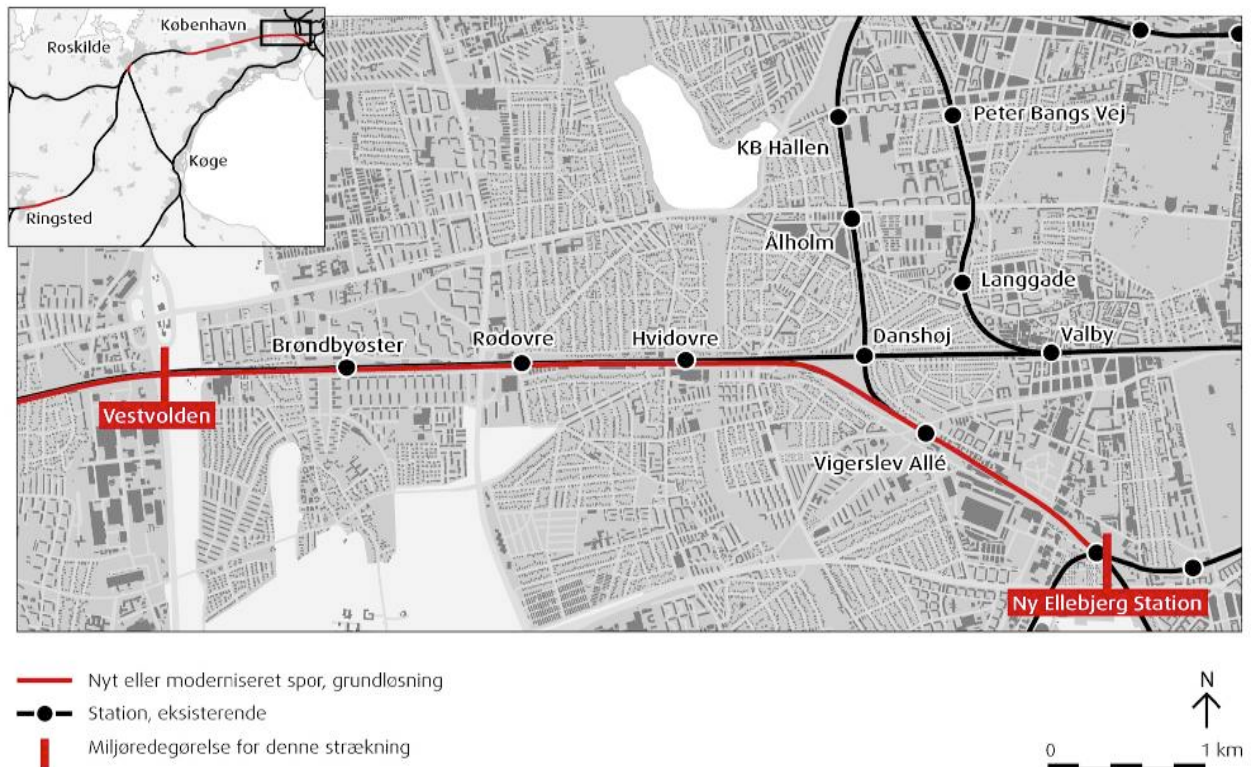 København
Roskilde
Køge
Ringsted
Peter Bangs Vej
KB Hallen
Ålholm
Langgade
Brøndbyøster
Rødovre
Hvidovre
Danshøj
Valby
Vestvolden
Vigerslev Allé
Ny Ellebjerg Station
Nyt eller moderniseret spor, grundløsning
Station, eksisterende
Miljøredegørelse for denne strækning
N
0 1 km